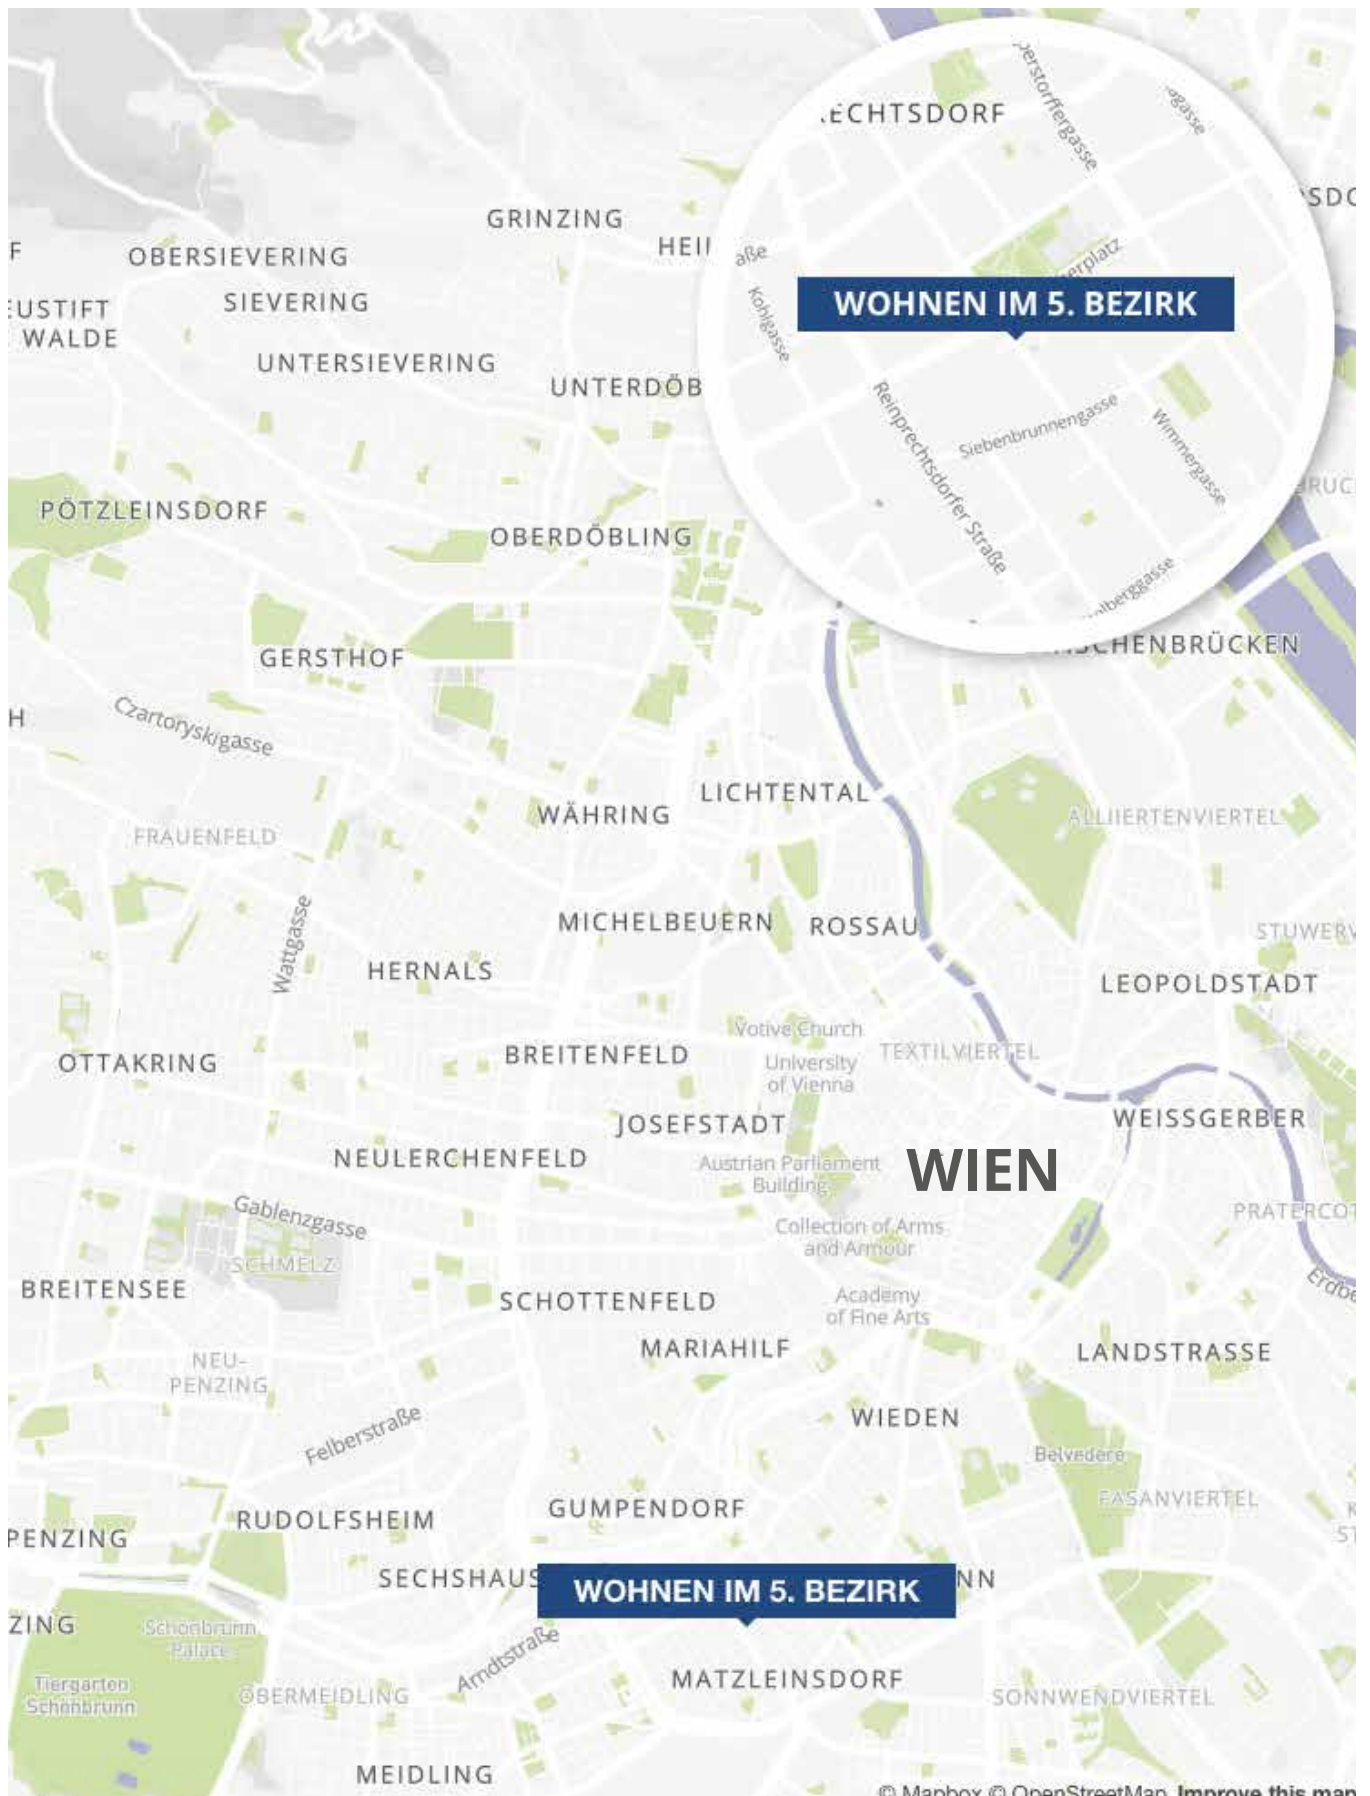 GRINZING
OBERSIEVERING
SIEVERING
WALDE
UNTERSIEVERING
PÖTZLEINSDORF
OBERDÖBLING
WOHNEN IM 5. BEZIRK
Kohlgasse
Reinprechtsdorfer Straße
Siebenbrunnengasse
Wimmergasse
GERSTHOF
Czartoryskigasse
LICHTENTAL
WÄHRING
ALLIIERTENVIERTEL
FRAUENFELD
Wattgasse
MICHELBEUERN
ROSSAU
HERNALS
LEOPOLDSTADT
Votive Church
University
of Vienna
TEXTILVIERTEL
OTTAKRING
BREITENFELD
JOSEFSTADT
WEISSGERBER
NEULERCHENFELD
Austrian Parliament
Building
WIEN
Gablenzgasse
Collection of Arms
and Armour
SCHMELZ
BREITENSEE
SCHOTTENFELD
Academy
of Fine Arts
MARIAHILF
LANDSTRASSE
NEU-
PENZING
Felberstraße
WIEDEN
Belvedere
FASANVIERTEL
RUDOLFSHEIM
GUMPENDORF
PENZING
WOHNEN IM 5. BEZIRK
Schönbrunn
Palace
Arndtstraße
Tiergarten
Schönbrunn
OBERMEIDLING
MATZLEINSDORF
SONNWENDVIERTEL
MEIDLING
© Mapbox © OpenStreetMap Improve this map